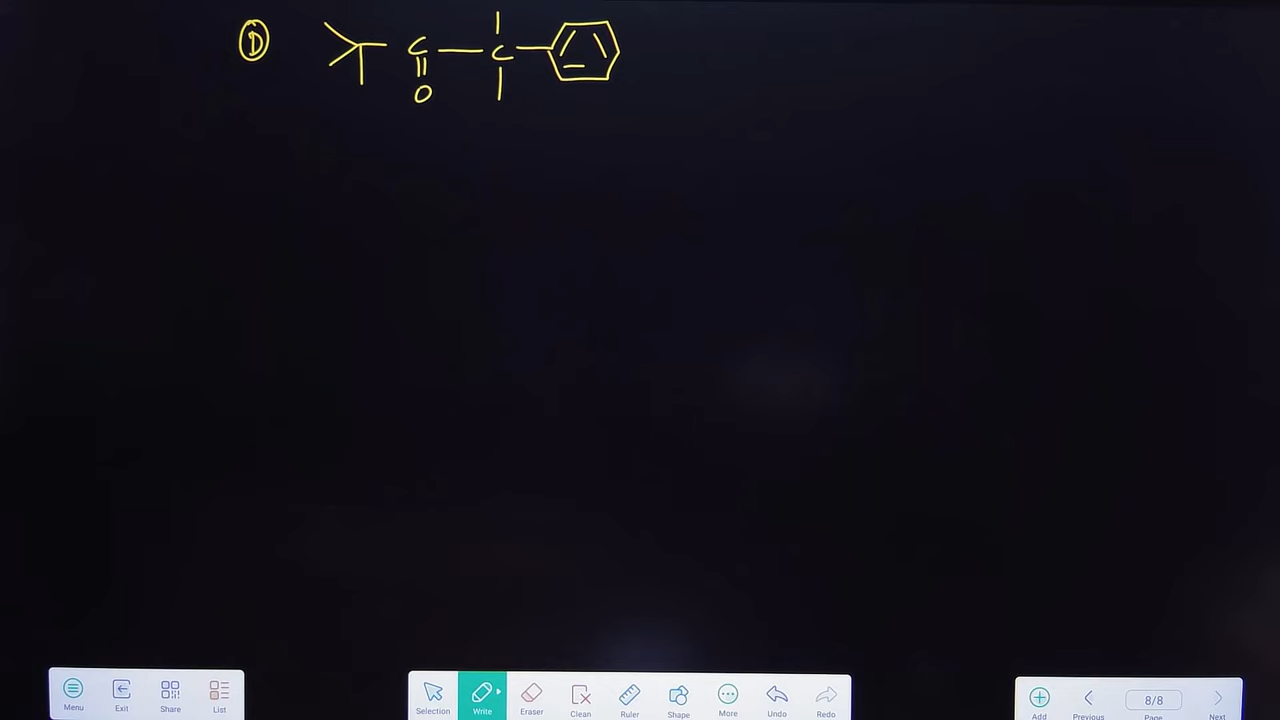 D C C
O
Menu Exit Share List Selection Write Eraser Clean Ruler Shape More Undo Redo Add Previous 8/8 Page Next